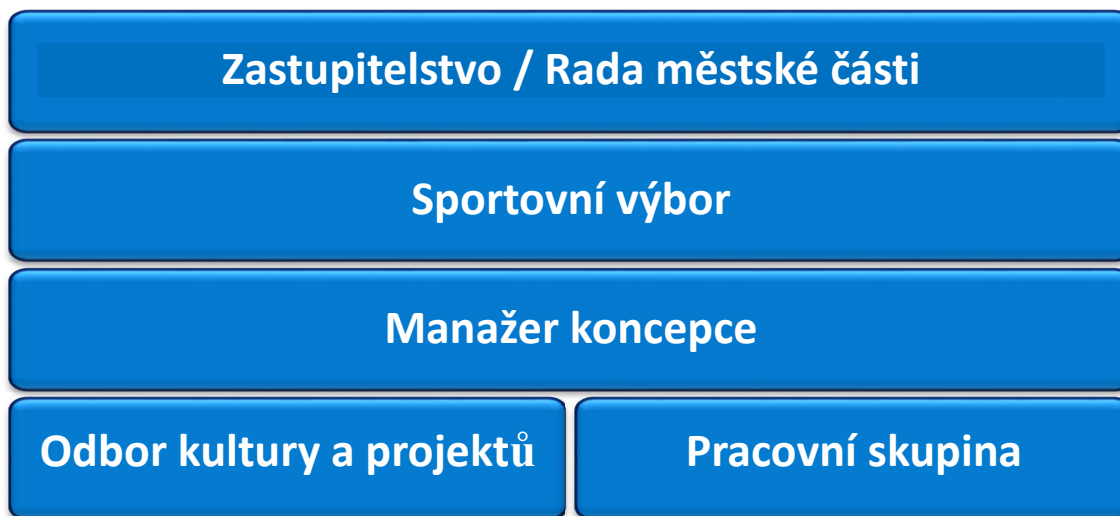 Zastupitelstvo / Rada městské části
Sportovní výbor
Manažer koncepce
Odbor kultury a projektů
Pracovní skupina